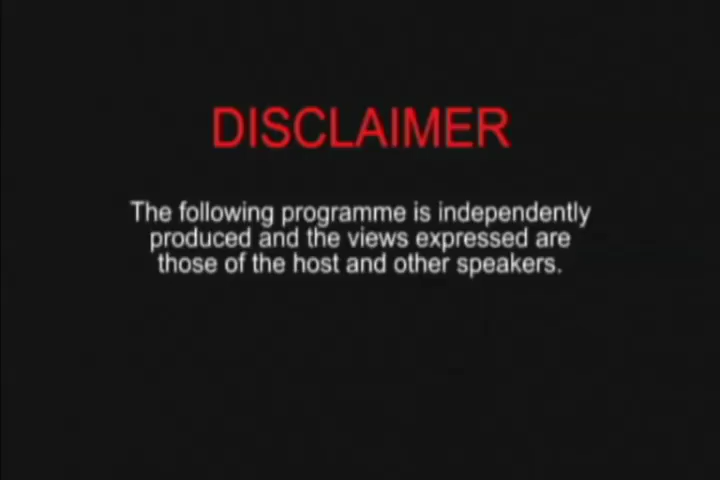 DISCLAIMER
The following programme is independently
produced and the views expressed are
those of the host and other speakers.